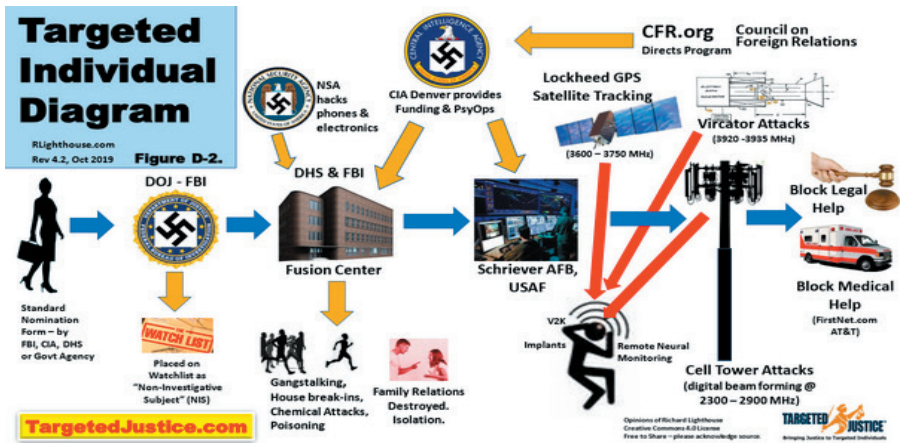 Targeted
Individual
Diagram
RLighthouse.com
Rev 4.2, Oct 2019
Figure D-2.
NSA
hacks
phones &
electronics
CENTRAL INTELLIGENCE AGENCY
CIA Denver provides
Funding & PsyOps
CFR.org
Directs Program
Council on
Foreign Relations
Lockheed GPS
Satellite Tracking
(3600 – 3750 MHz)
Vircator Attacks
(3920 -3935 MHz)
DOJ - FBI
DHS & FBI
Fusion Center
Schriever AFB,
USAF
Block Legal
Help
Block Medical
Help
(FirstNet.com
AT&T)
Standard
Nomination
Form – by
FBI, CIA, DHS
or Govt Agency
WATCH LIST
Placed on
Watchlist as
"Non-Investigative
Subject" (NIS)
Gangstalking,
House break-ins,
Chemical Attacks,
Poisoning
Family Relations
Destroyed.
Isolation.
V2K
Implants
Remote Neural
Monitoring
Cell Tower Attacks
(digital beam forming @
2300 – 2900 MHz)
TargetedJustice.com
Opinions of Richard Lighthouse
Creative Commons 4.0 License
Free to Share – please acknowledge source
TARGETED
JUSTICE
Bringing Justice to Targeted Individuals